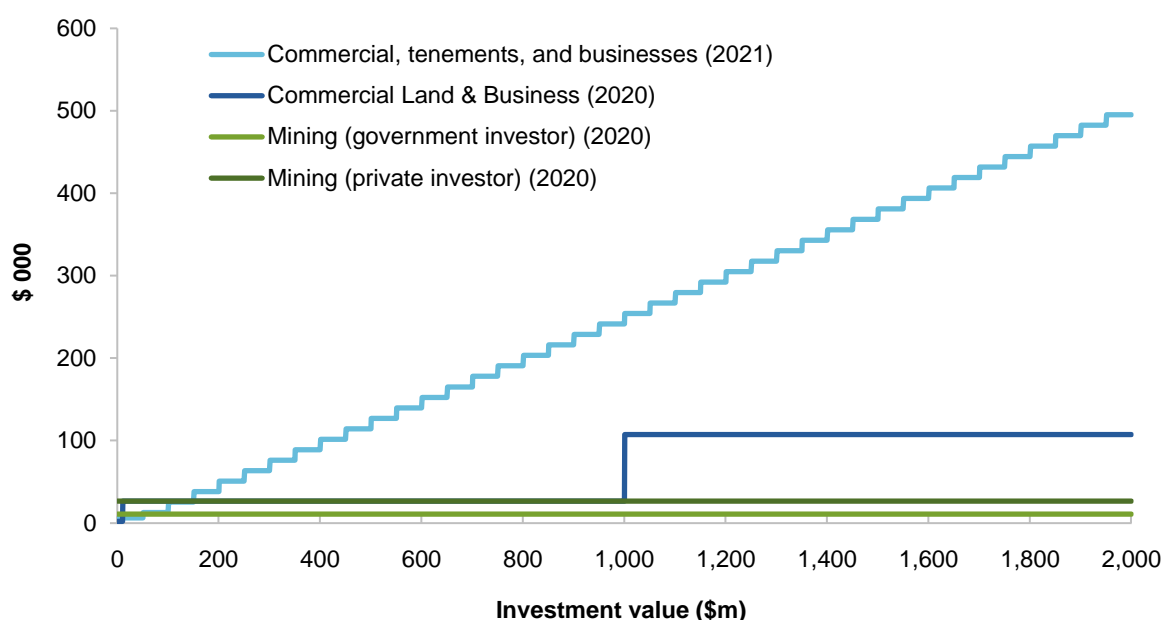 600
500
400
300
200
100
0
$ 000
Commercial, tenements, and businesses (2021)
Commercial Land & Business (2020)
Mining (government investor) (2020)
Mining (private investor) (2020)
0 200 400 600 800 1,000 1,200 1,400 1,600 1,800 2,000
Investment value ($m)